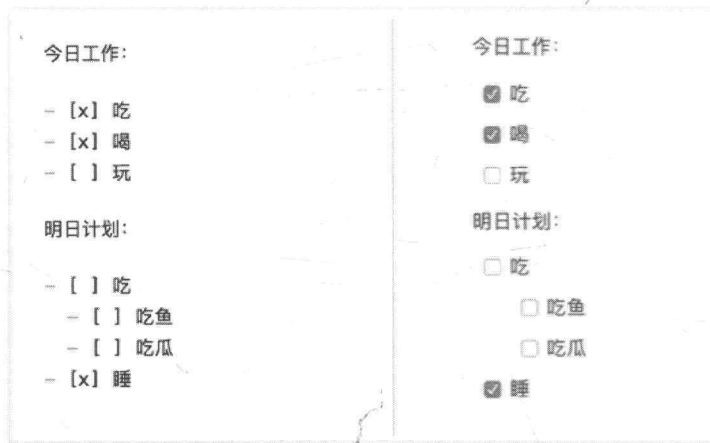 今日工作：
- [x] 吃
- [x] 喝
- [ ] 玩
明日计划：
- [ ] 吃
  - [ ] 吃鱼
  - [ ] 吃瓜
- [x] 睡
今日工作：
吃
喝
玩
明日计划：
吃
吃鱼
吃瓜
睡